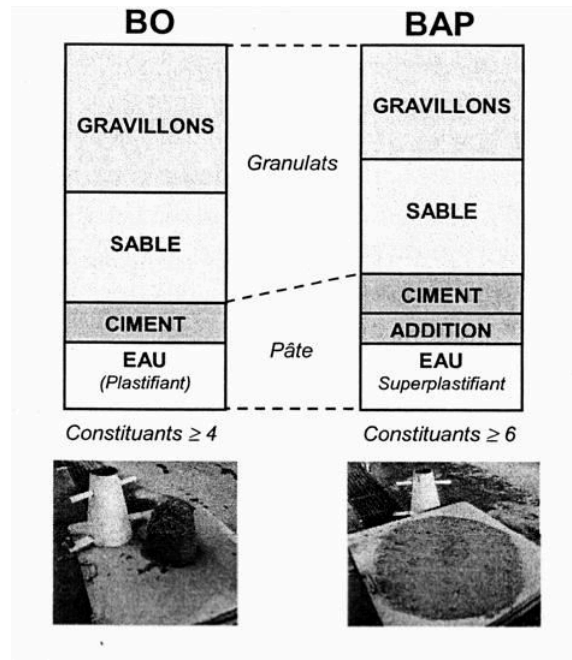 BO
BAP
GRAVILLONS
GRAVILLONS
Granulats
SABLE
SABLE
CIMENT
CIMENT
ADDITION
Pâte
EAU
(Plastifiant)
EAU
Superplastifiant
Constituants ≥ 4
Constituants ≥ 6